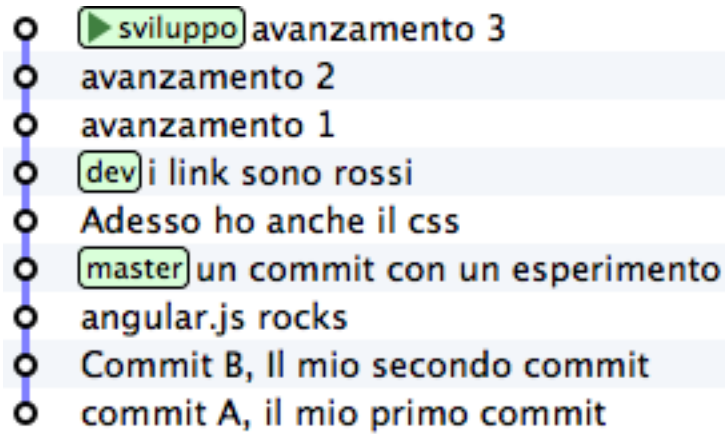 sviluppo avanzamento 3
avanzamento 2
avanzamento 1
dev i link sono rossi
Adesso ho anche il css
master un commit con un esperimento
angular.js rocks
Commit B, Il mio secondo commit
commit A, il mio primo commit